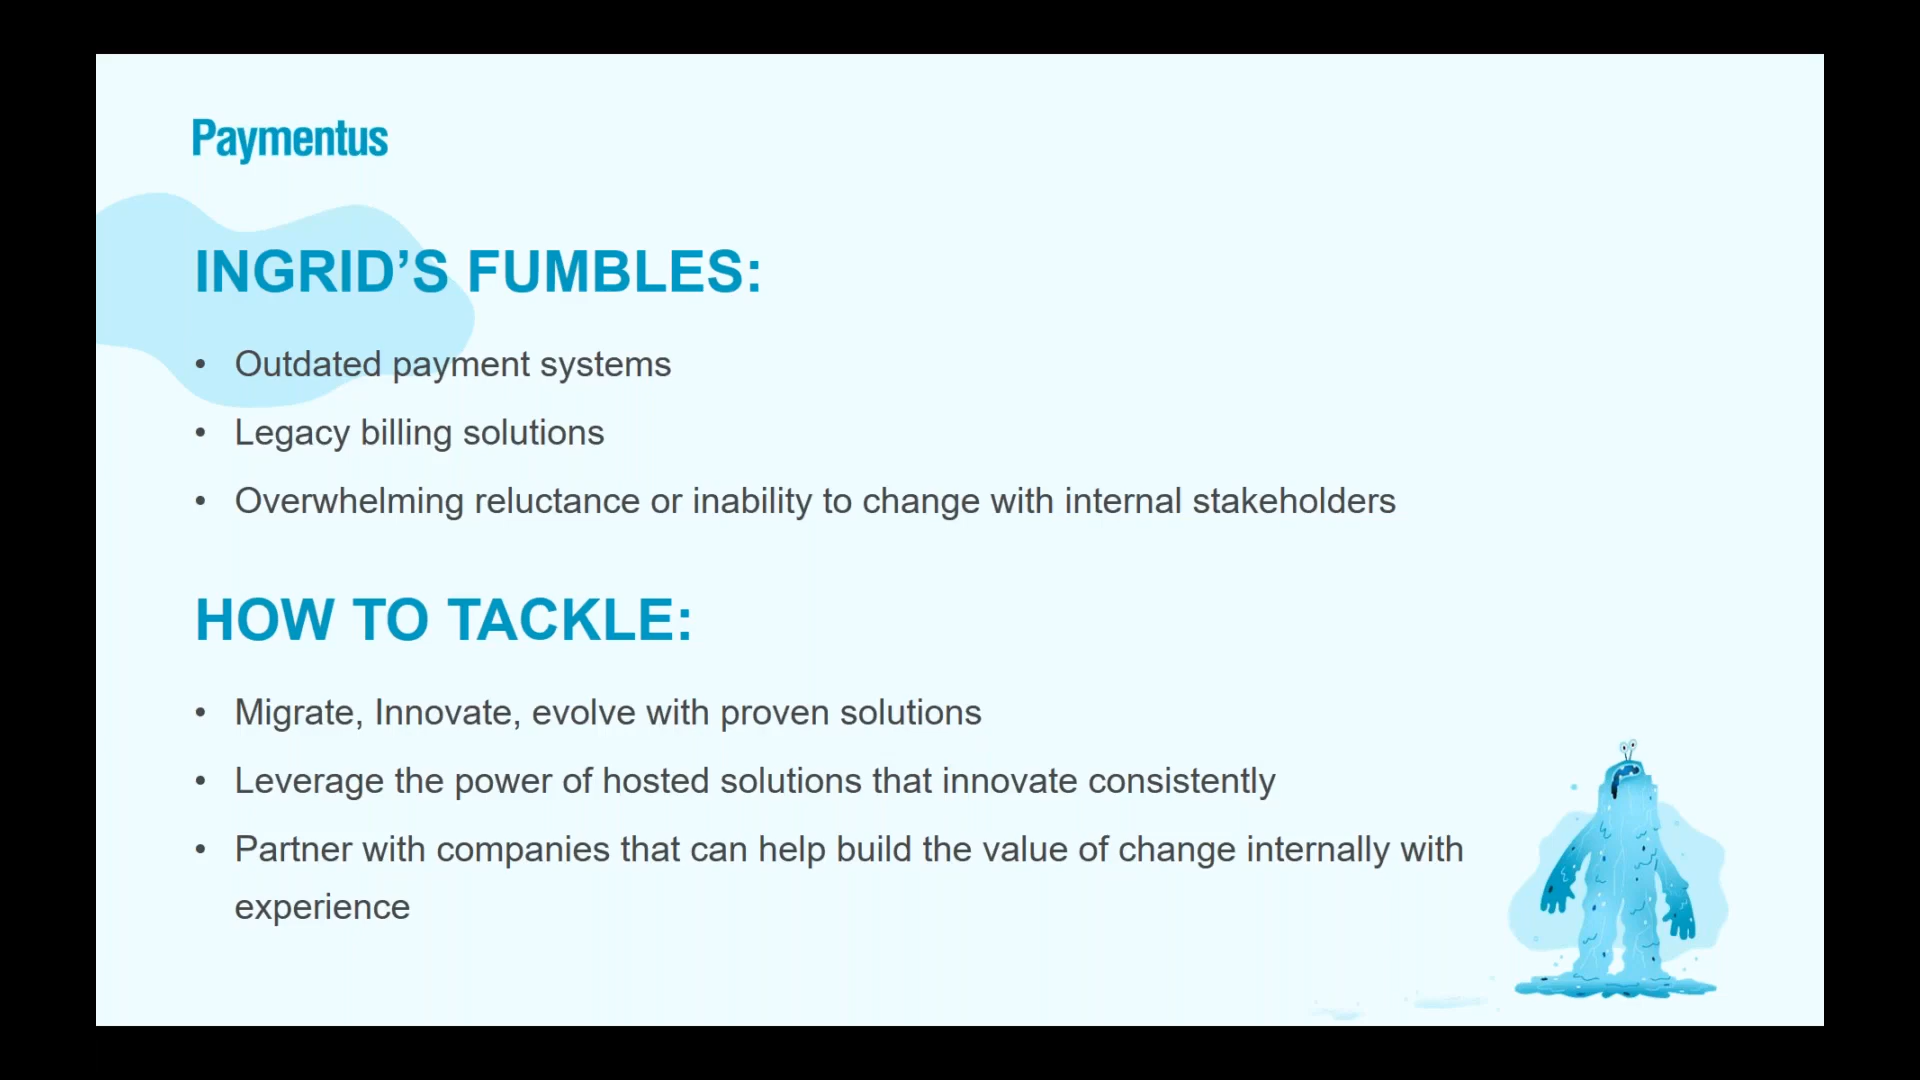 Paymentus
INGRID’S FUMBLES:
• Outdated payment systems
• Legacy billing solutions
• Overwhelming reluctance or inability to change with internal stakeholders
HOW TO TACKLE:
• Migrate, Innovate, evolve with proven solutions
• Leverage the power of hosted solutions that innovate consistently
• Partner with companies that can help build the value of change internally with
experience